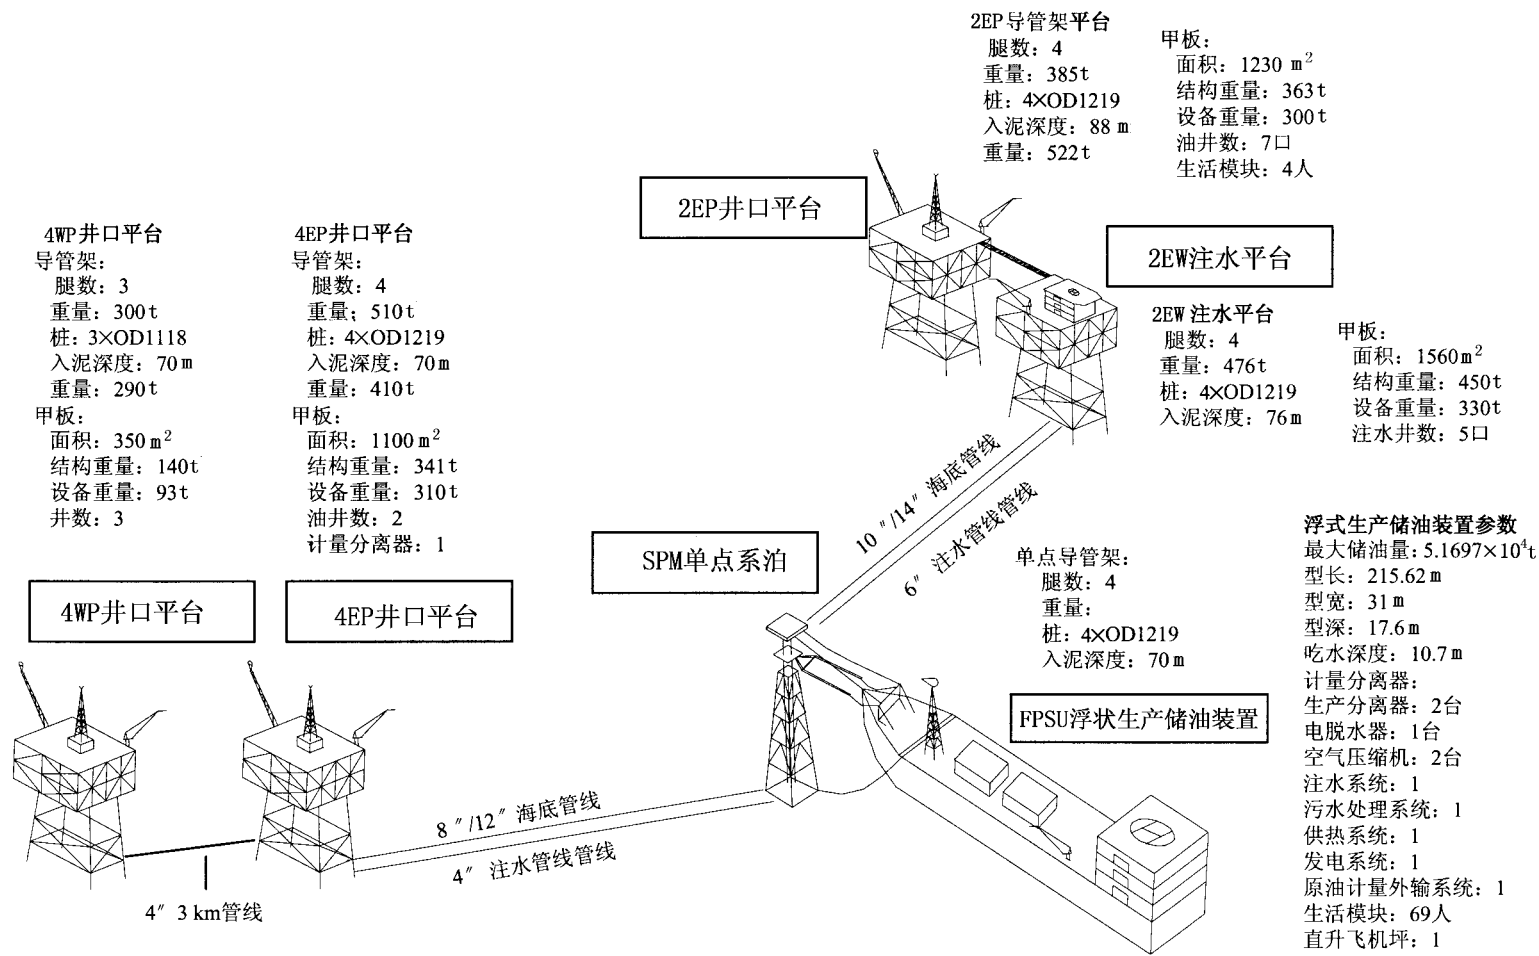 2EP导管架平台
腿数：4
重量：385t
桩：4×OD1219
入泥深度：88 m
重量：522t
甲板：
面积：1230 m²
结构重量：363t
设备重量：300t
油井数：7口
生活模块：4人
2EP井口平台
2EW注水平台
2EW 注水平台
腿数：4
重量：476t
桩：4×OD1219
入泥深度：76m
甲板：
面积：1560m²
结构重量：450t
设备重量：330t
注水井数：5口
4WP井口平台
导管架：
腿数：3
重量：300t
桩：3×OD1118
入泥深度：70m
重量：290t
甲板：
面积：350m²
结构重量：140t
设备重量：93t
井数：3
4EP井口平台
导管架：
腿数：4
重量；510t
桩：4×OD1219
入泥深度：70m
重量：410t
甲板：
面积：1100m²
结构重量：341t
设备重量：310t
油井数：2
计量分离器：1
10″/14″海底管线
6″ 注水管线管线
SPM单点系泊
单点导管架：
腿数：4
重量：
桩：4×OD1219
入泥深度：70m
4WP井口平台
4EP井口平台
FPSU浮状生产储油装置
8″/12″海底管线
4″ 注水管线管线
4″ 3km管线
浮式生产储油装置参数
最大储油量：5.1697×10⁴t
型长：215.62m
型宽：31m
型深：17.6m
吃水深度：10.7m
计量分离器：
生产分离器：2台
电脱水器：1台
空气压缩机：2台
注水系统：1
污水处理系统：1
供热系统：1
发电系统：1
原油计量外输系统：1
生活模块：69人
直升飞机坪：1